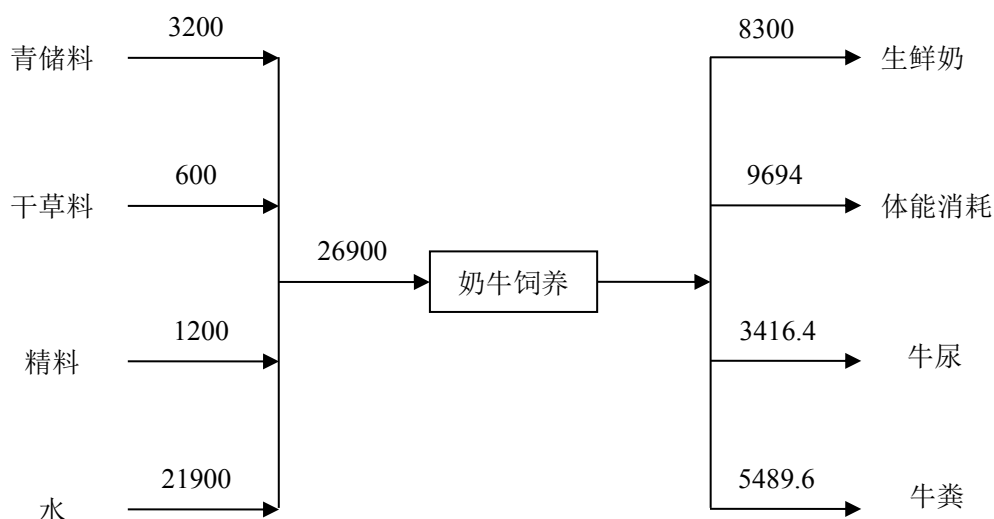 3200
8300
青储料
生鲜奶
600
9694
干草料
体能消耗
26900
奶牛饲养
1200
3416.4
精料
牛尿
21900
5489.6
水
牛粪